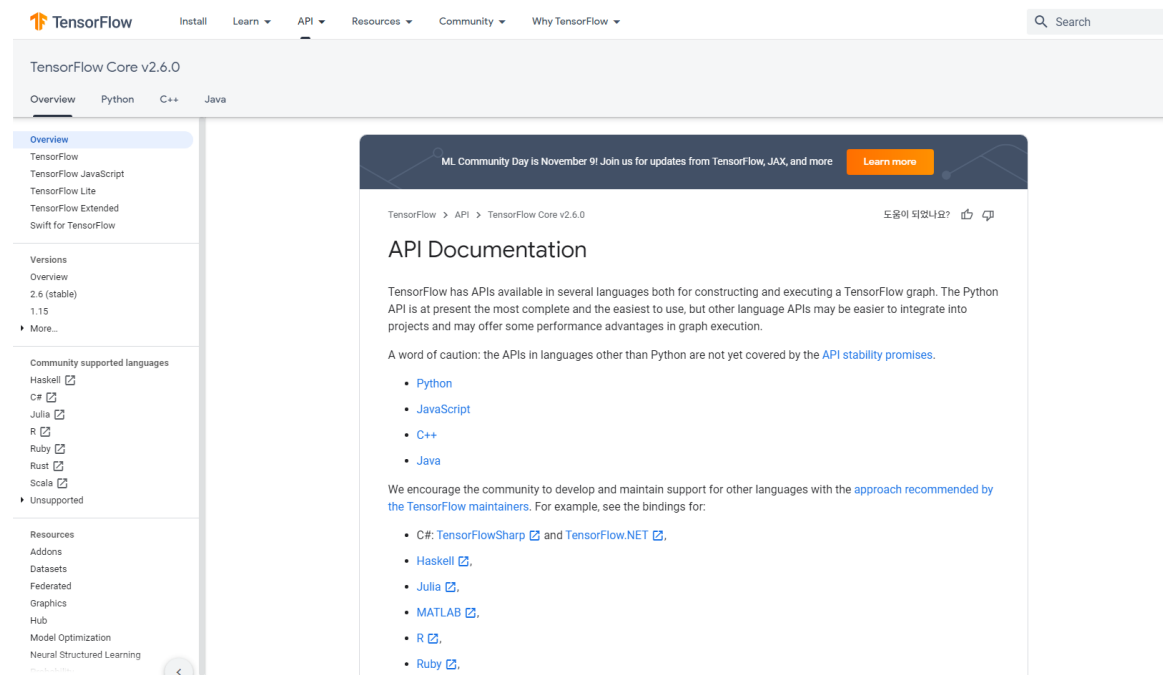 TensorFlow
Install
Learn
API
Resources
Community
Why TensorFlow
Search
TensorFlow Core v2.6.0
Overview
Python
C++
Java
Overview
TensorFlow
TensorFlow JavaScript
TensorFlow Lite
TensorFlow Extended
Swift for TensorFlow
Versions
Overview
2.6 (stable)
1.15
More...
Community supported languages
Haskell
C#
Julia
R
Ruby
Rust
Scala
Unsupported
Resources
Addons
Datasets
Federated
Graphics
Hub
Model Optimization
Neural Structured Learning
ML Community Day is November 9! Join us for updates from TensorFlow, JAX, and more
Learn more
TensorFlow > API > TensorFlow Core v2.6.0
도움이 되었나요?
API Documentation
TensorFlow has APIs available in several languages both for constructing and executing a TensorFlow graph. The Python
API is at present the most complete and the easiest to use, but other language APIs may be easier to integrate into
projects and may offer some performance advantages in graph execution.
A word of caution: the APIs in languages other than Python are not yet covered by the API stability promises.
• Python
• JavaScript
• C++
• Java
We encourage the community to develop and maintain support for other languages with the approach recommended by
the TensorFlow maintainers. For example, see the bindings for:
• C#: TensorFlowSharp and TensorFlow.NET,
• Haskell,
• Julia,
• MATLAB,
• R,
• Ruby,